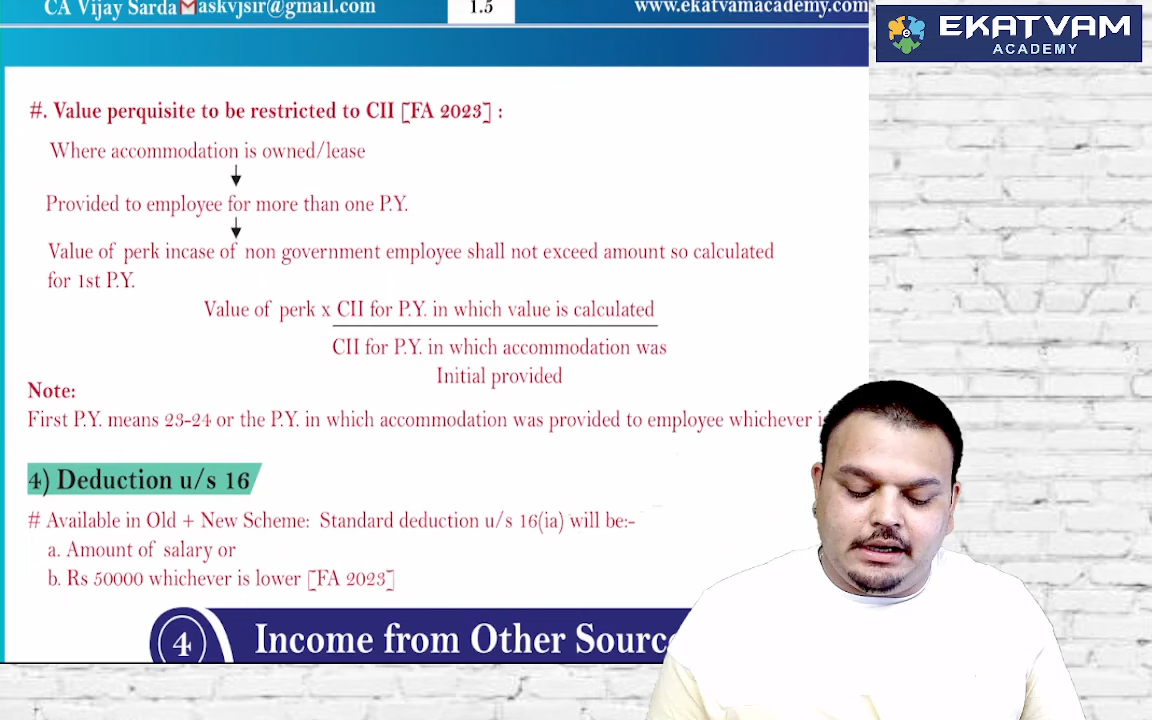 CA Vijay Sarda askvjsir@gmail.com 1.5 www.ekatvamacademy.com
EKATVAM
ACADEMY
#. Value perquisite to be restricted to CII [FA 2023] :
Where accommodation is owned/lease
Provided to employee for more than one P.Y.
Value of perk incase of non government employee shall not exceed amount so calculated
for 1st P.Y.
Value of perk x CII for P.Y. in which value is calculated
CII for P.Y. in which accommodation was
Initial provided
Note:
First P.Y. means 23-24 or the P.Y. in which accommodation was provided to employee whichever
4) Deduction u/s 16
# Available in Old + New Scheme: Standard deduction u/s 16(ia) will be:-
a. Amount of salary or
b. Rs 50000 whichever is lower [FA 2023]
4 Income from Other